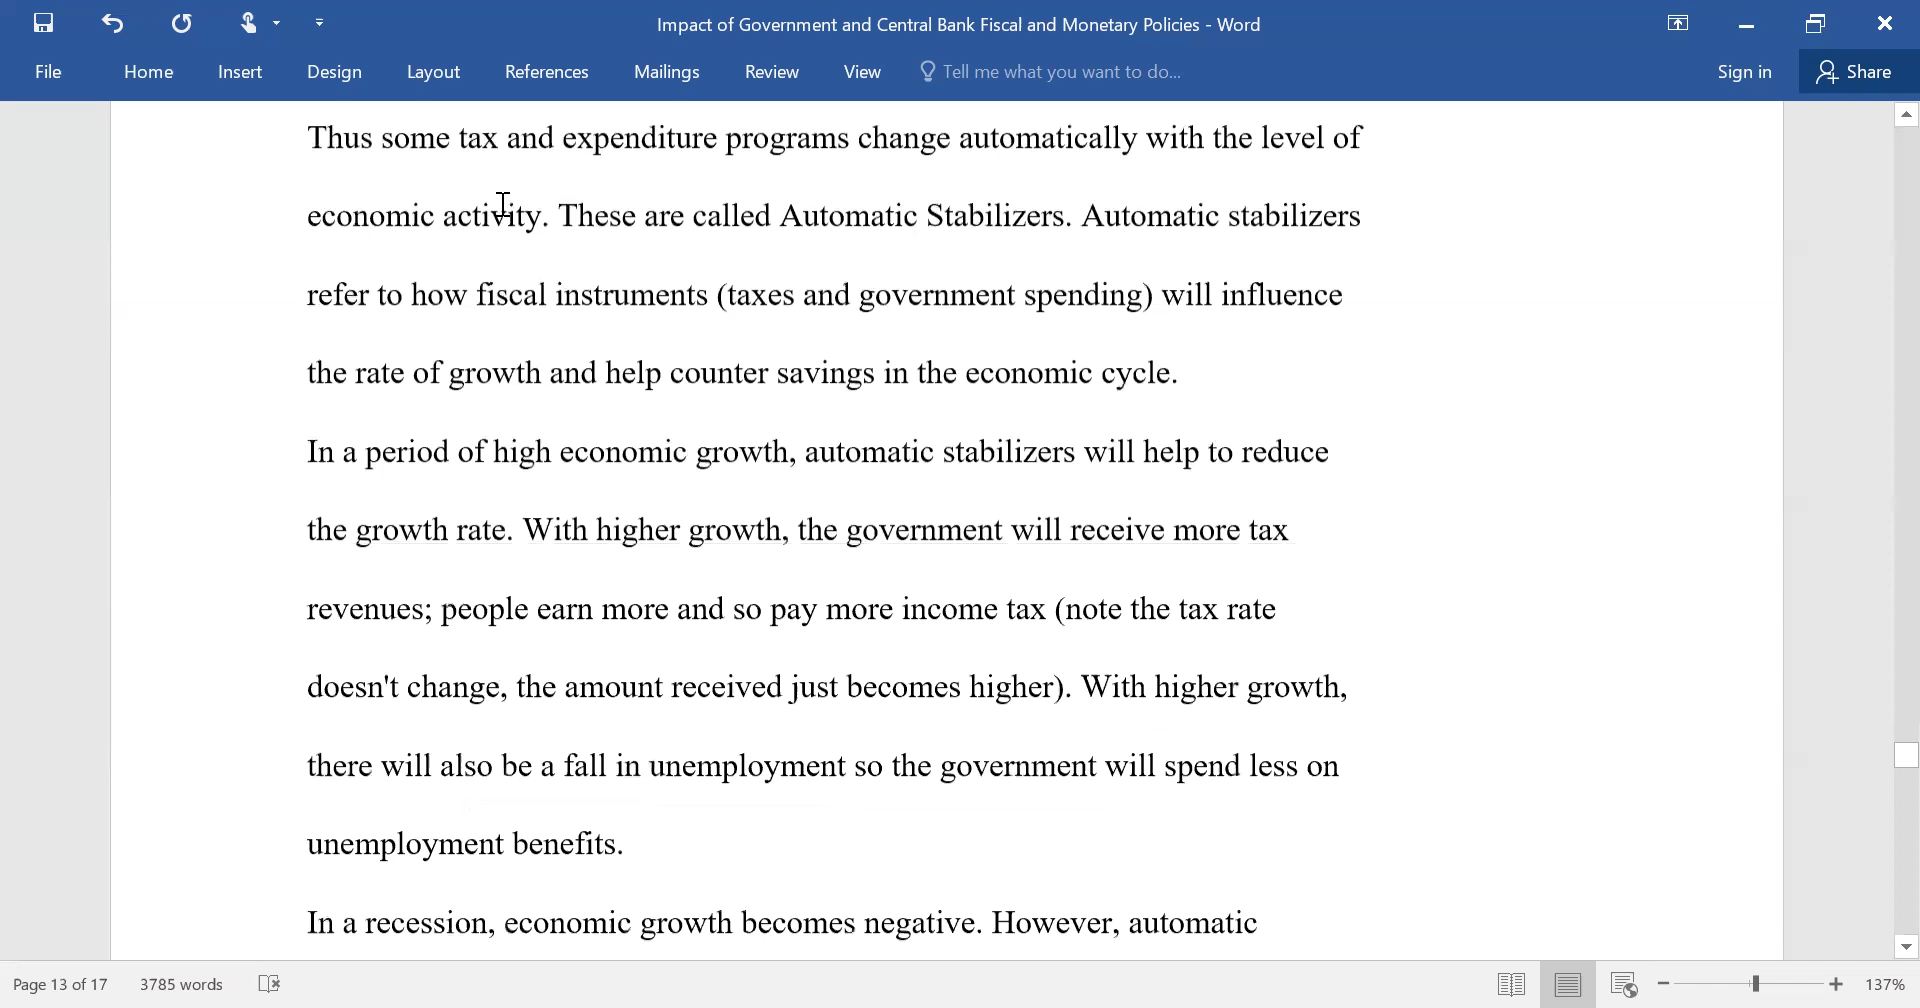 Impact of Government and Central Bank Fiscal and Monetary Policies - Word
File Home Insert Design Layout References Mailings Review View Tell me what you want to do... Sign in Share
Thus some tax and expenditure programs change automatically with the level of
economic activity. These are called Automatic Stabilizers. Automatic stabilizers
refer to how fiscal instruments (taxes and government spending) will influence
the rate of growth and help counter savings in the economic cycle.
In a period of high economic growth, automatic stabilizers will help to reduce
the growth rate. With higher growth, the government will receive more tax
revenues; people earn more and so pay more income tax (note the tax rate
doesn't change, the amount received just becomes higher). With higher growth,
there will also be a fall in unemployment so the government will spend less on
unemployment benefits.
In a recession, economic growth becomes negative. However, automatic
Page 13 of 17 3785 words 137%